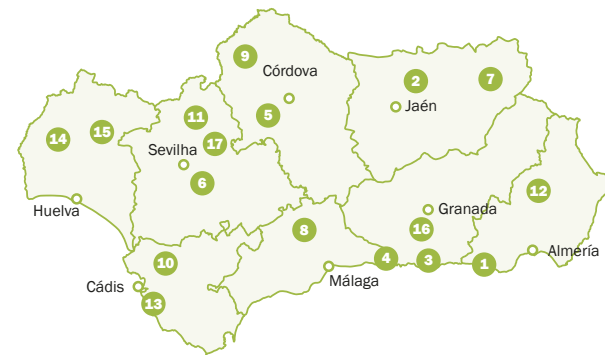 9
Córdova
2
7
5
Jaén
11
15
14
17
Sevilha
6
12
Huelva
Granada
8
16
Almería
10
4
3
1
Málaga
Cádis
13